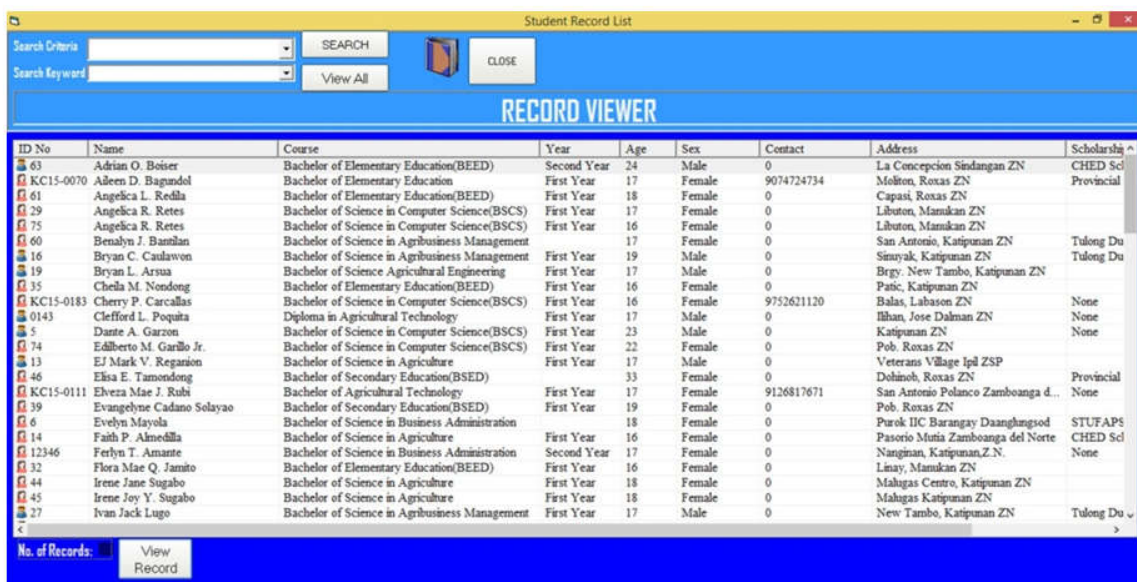 Student Record List
Search Criteria
SEARCH
CLOSE
Search Keyword
View All
RECORD VIEWER
ID No Name Course Year Age Sex Contact Address Scholarship
63 Adrian O. Boiser Bachelor of Elementary Education(BEED) Second Year 24 Male 0 La Concepcion Sindangan ZN CHED Scl
KC15-0070 Aileen D. Bagundol Bachelor of Elementary Education First Year 17 Female 9074724734 Moliton, Roxas ZN Provincial
61 Angelica L. Redila Bachelor of Elementary Education(BEED) First Year 18 Female 0 Capasi, Roxas ZN
29 Angelica R. Retes Bachelor of Science in Computer Science(BSCS) First Year 17 Female 0 Libuton, Manukan ZN
75 Angelica R. Retes Bachelor of Science in Computer Science(BSCS) First Year 16 Female 0 Libuton, Manukan ZN
60 Benalyn J. Bantilan Bachelor of Science in Agribusiness Management 17 Female 0 San Antonio, Katipunan ZN Tulong Du
16 Bryan C. Caulawon Bachelor of Science in Agribusiness Management First Year 19 Male 0 Sinuyak, Katipunan ZN Tulong Du
19 Bryan L. Arsua Bachelor of Science Agricultural Engineering First Year 17 Male 0 Brgy. New Tambo, Katipunan ZN
35 Cheila M. Nondong Bachelor of Elementary Education(BEED) First Year 16 Female 0 Patic, Katipunan ZN
KC15-0183 Cherry P. Carcallas Bachelor of Science in Computer Science(BSCS) First Year 16 Female 9752621120 Balas, Labason ZN None
0143 Clefford L. Poquita Diploma in Agricultural Technology First Year 17 Male 0 Ilihan, Jose Dalman ZN None
5 Dante A. Garzon Bachelor of Science in Computer Science(BSCS) First Year 23 Male 0 Katipunan ZN None
74 Edilberto M. Garillo Jr. Bachelor of Science in Computer Science(BSCS) First Year 22 Female 0 Pob. Roxas ZN
13 EJ Mark V. Reganion Bachelor of Science in Agriculture First Year 17 Male 0 Veterans Village Ipil ZSP
46 Elisa E. Tamondong Bachelor of Secondary Education(BSED) 33 Female 0 Dohinob, Roxas ZN Provincial
KC15-0111 Elveza Mae J. Rubi Bachelor of Agricultural Technology First Year 17 Female 9126817671 San Antonio Polanco Zamboanga d... None
39 Evangelyne Cadano Solayao Bachelor of Secondary Education(BSED) First Year 19 Female 0 Pob. Roxas ZN
6 Evelyn Mayola Bachelor of Science in Business Administration 18 Female 0 Purok IIC Barangay Daanglungsod STUFAPS
14 Faith P. Almedilla Bachelor of Science in Agriculture First Year 16 Female 0 Pasorio Mutia Zamboanga del Norte CHED Scl
12346 Ferlyn T. Amante Bachelor of Science in Business Administration Second Year 17 Female 0 Nanginan, Katipunan,Z.N. None
32 Flora Mae Q. Jamito Bachelor of Elementary Education(BEED) First Year 16 Female 0 Linay, Manukan ZN
44 Irene Jane Sugabo Bachelor of Science in Agriculture First Year 18 Female 0 Malugas Centro, Katipunan ZN
45 Irene Joy Y. Sugabo Bachelor of Science in Agriculture First Year 18 Female 0 Malugas Katipunan ZN
27 Ivan Jack Lugo Bachelor of Science in Agribusiness Management First Year 17 Male 0 New Tambo, Katipunan ZN Tulong Du
No. of Records:
View
Record